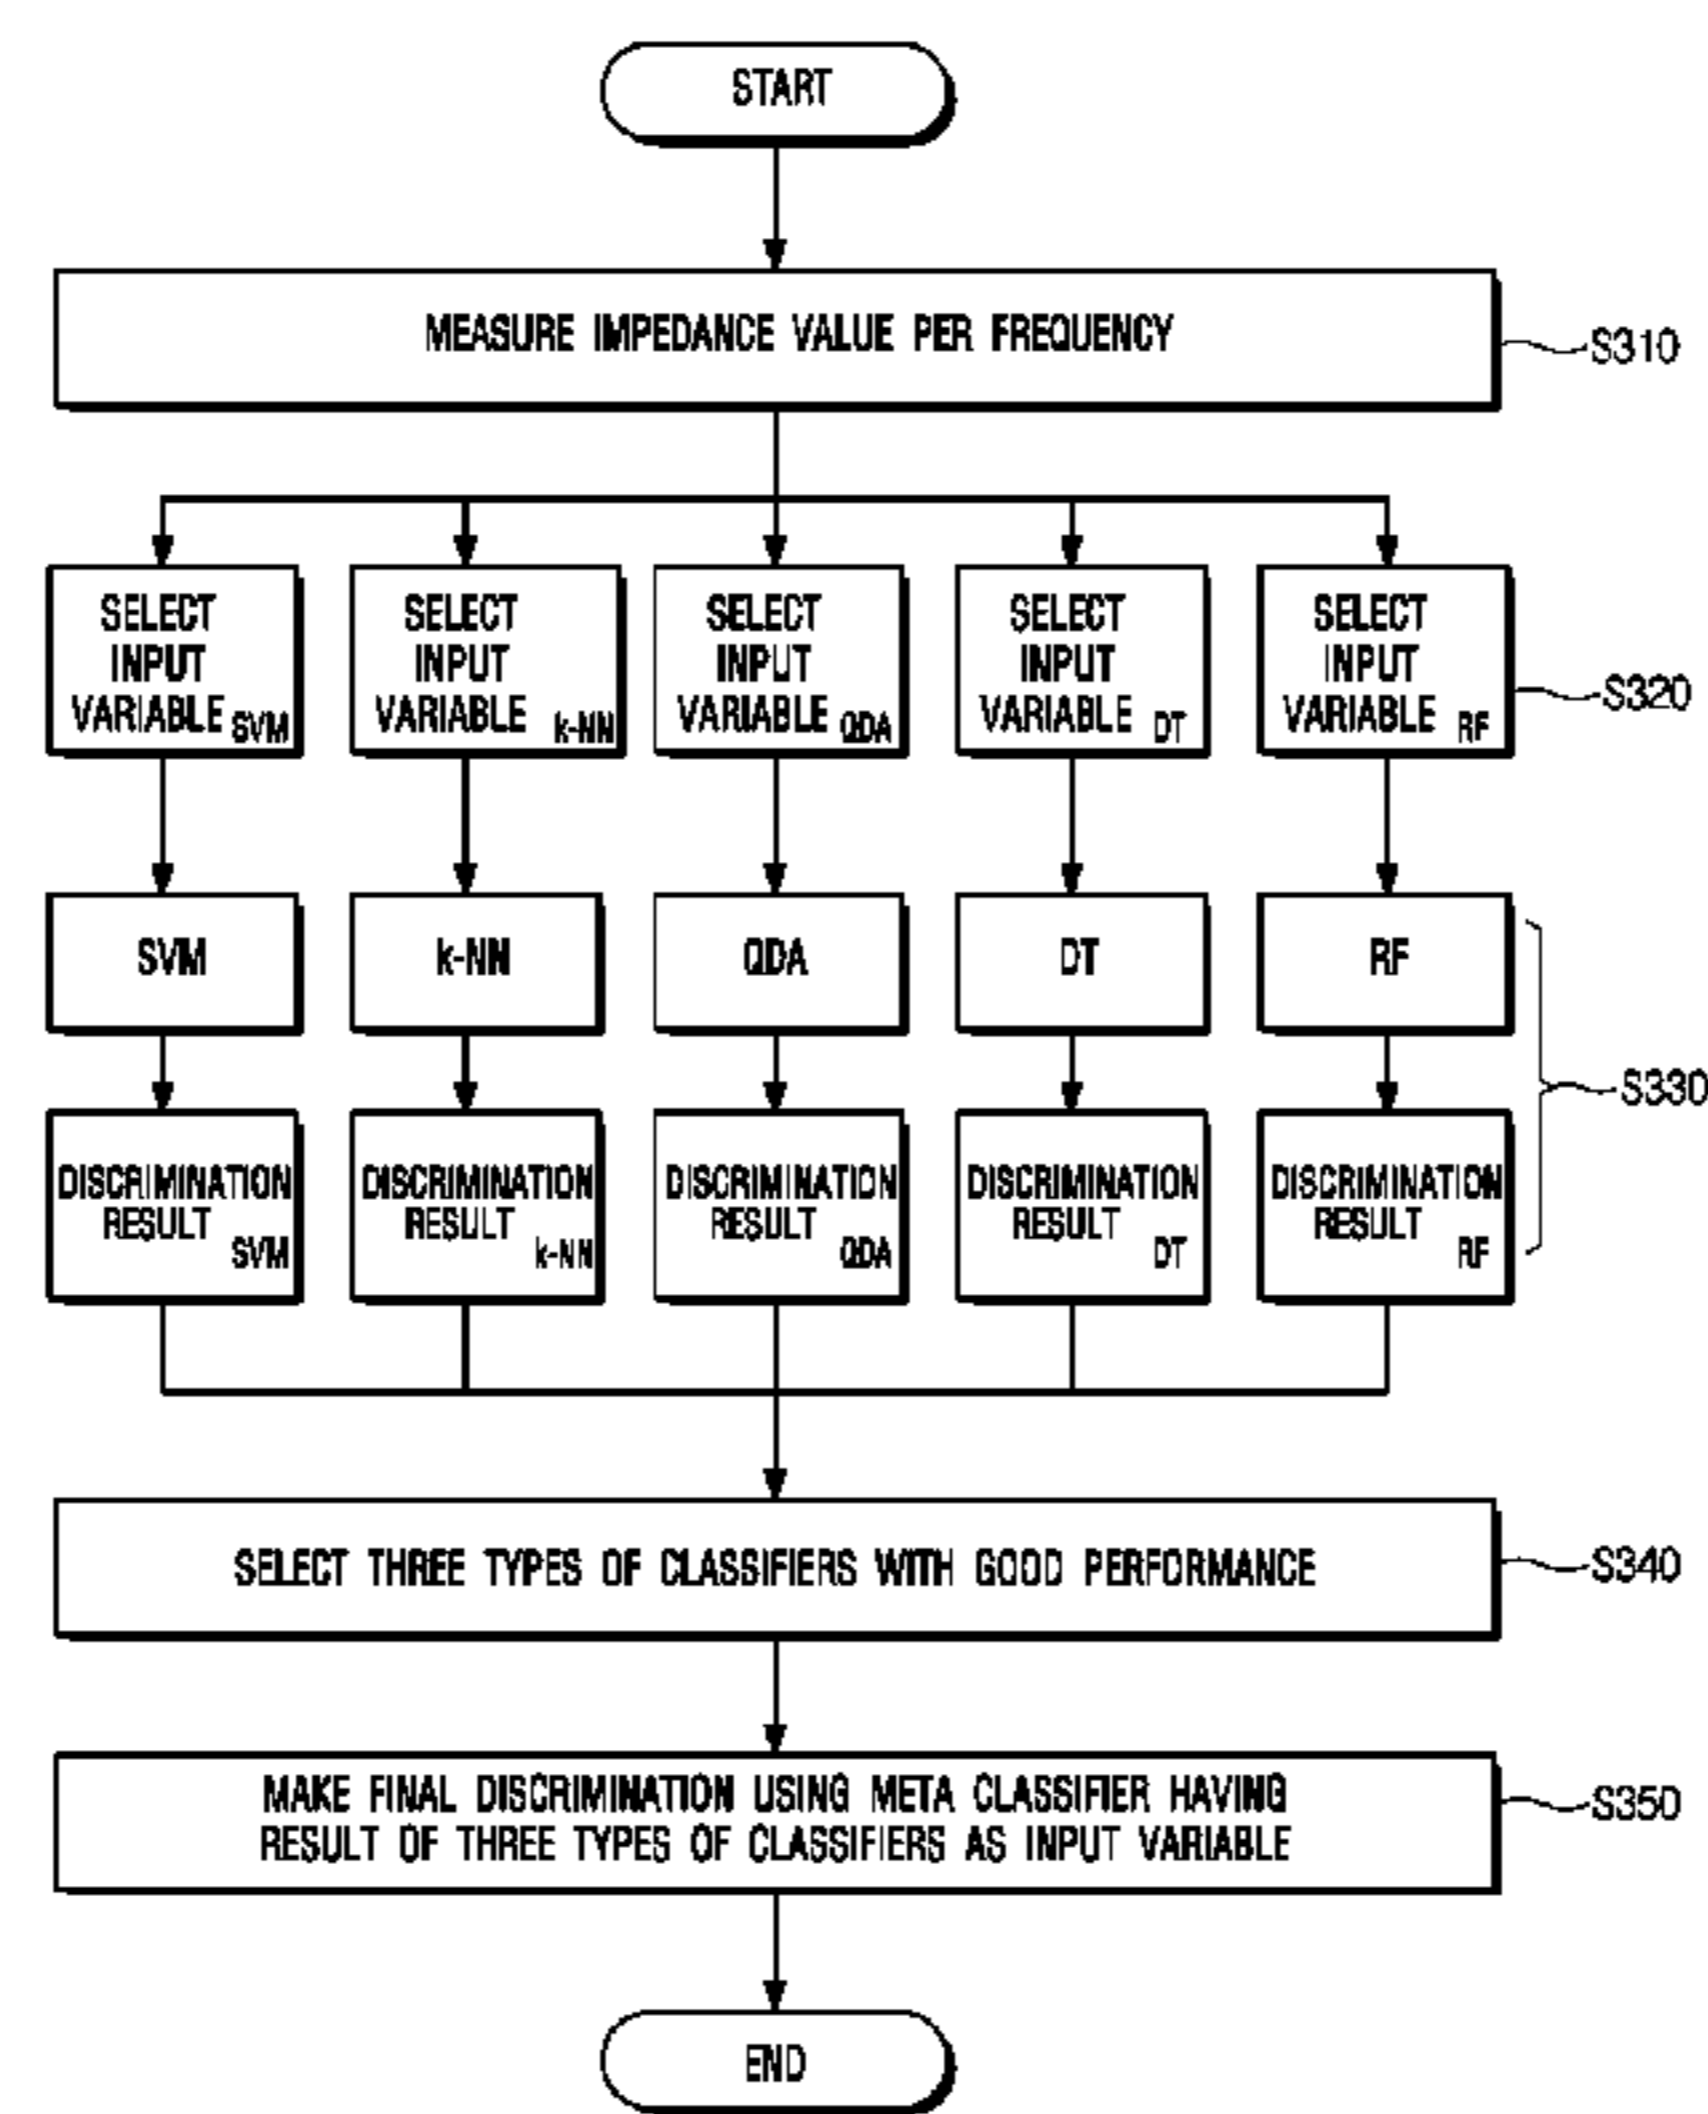 START
MEASURE IMPEDANCE VALUE PER FREQUENCY
S310
SELECT
INPUT
VARIABLE SVM
SELECT
INPUT
VARIABLE k-NN
SELECT
INPUT
VARIABLE QDA
SELECT
INPUT
VARIABLE DT
SELECT
INPUT
VARIABLE RF
S320
SVM
k-NN
QDA
DT
RF
S330
DISCRIMINATION
RESULT
SVM
DISCRIMINATION
RESULT
k-NN
DISCRIMINATION
RESULT
QDA
DISCRIMINATION
RESULT
DT
DISCRIMINATION
RESULT
RF
SELECT THREE TYPES OF CLASSIFIERS WITH GOOD PERFORMANCE
S340
MAKE FINAL DISCRIMINATION USING META CLASSIFIER HAVING
RESULT OF THREE TYPES OF CLASSIFIERS AS INPUT VARIABLE
S350
END